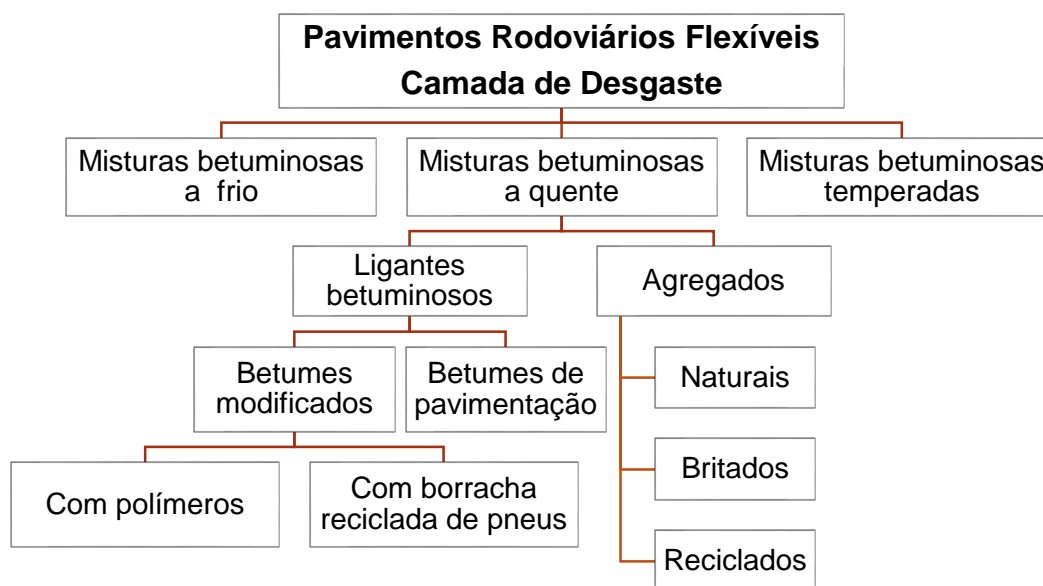 Pavimentos Rodoviários Flexíveis
Camada de Desgaste
Misturas betuminosas
a frio
Misturas betuminosas
a quente
Misturas betuminosas
temperadas
Ligantes
betuminosos
Agregados
Betumes
modificados
Betumes de
pavimentação
Naturais
Com polímeros
Com borracha
reciclada de pneus
Britados
Reciclados